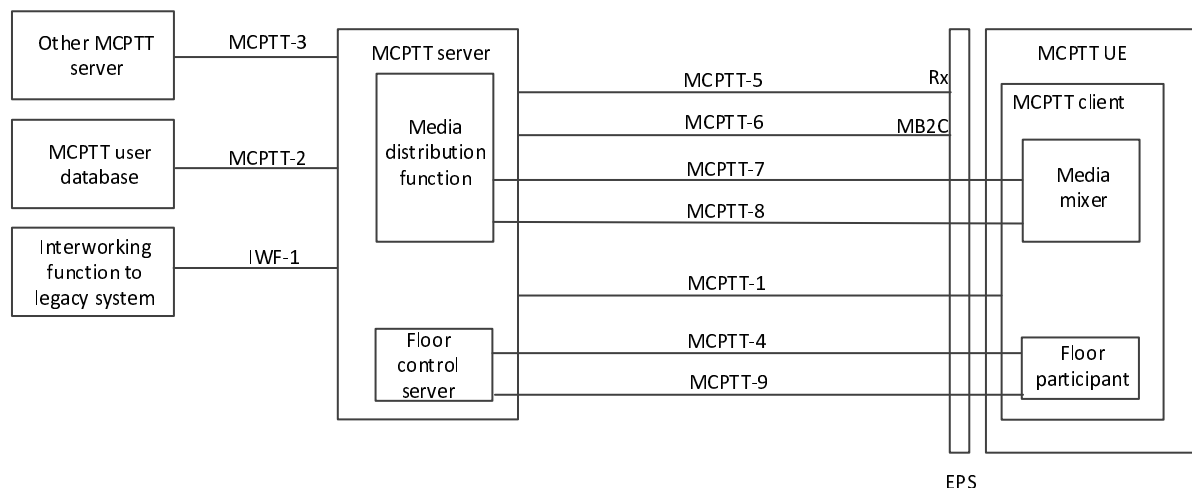 Other MCPTT
server
MCPTT-3
MCPTT user
database
MCPTT-2
Interworking
function to
legacy system
IWF-1
MCPTT server
Media
distribution
function
Floor
control
server
MCPTT-5
Rx
MCPTT-6
MB2C
MCPTT-7
MCPTT-8
MCPTT-1
MCPTT-4
MCPTT-9
EPS
MCPTT UE
MCPTT client
Media
mixer
Floor
participant